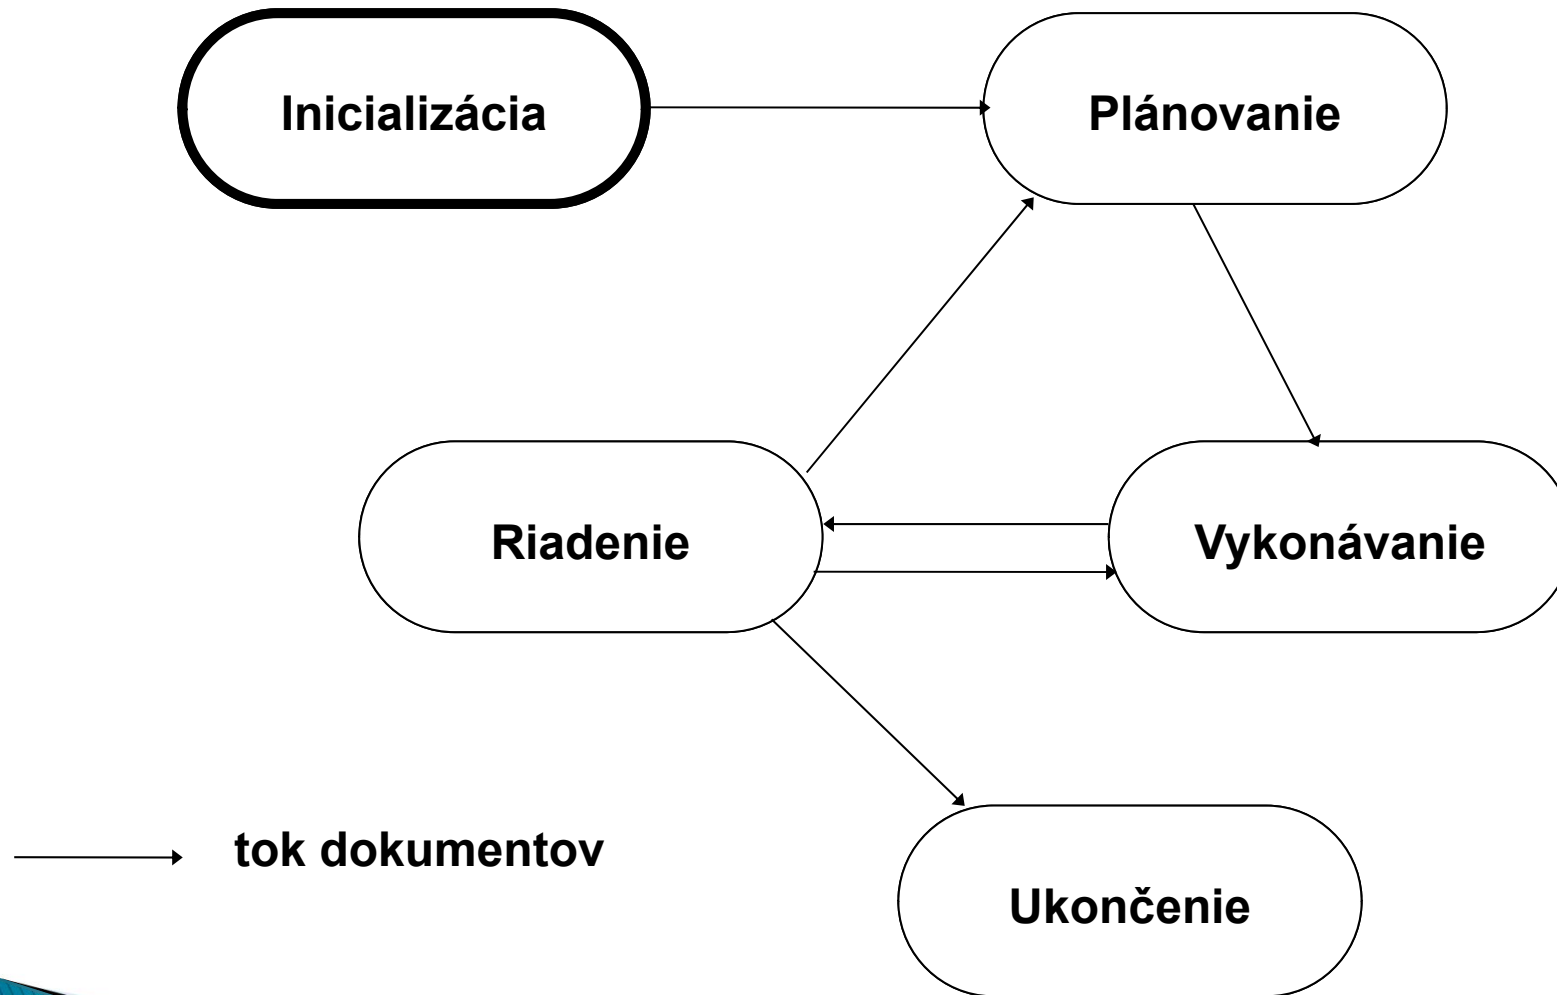 Inicializácia
Plánovanie
Riadenie
Vykonávanie
tok dokumentov
Ukončenie